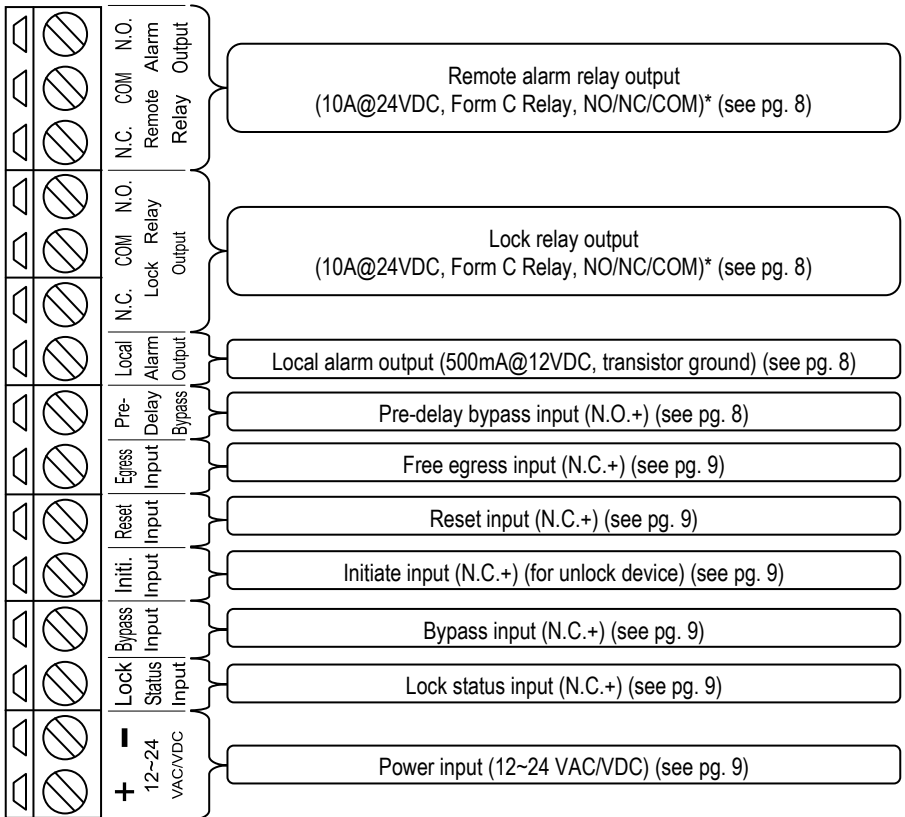 N.O.
COM
N.C.
Remote Alarm
Relay Output
Remote alarm relay output
(10A@24VDC, Form C Relay, NO/NC/COM)* (see pg. 8)
N.O.
COM
N.C.
Lock Relay
Output
Lock relay output
(10A@24VDC, Form C Relay, NO/NC/COM)* (see pg. 8)
Local
Alarm
Output
Local alarm output (500mA@12VDC, transistor ground) (see pg. 8)
Pre-
Delay
Bypass
Pre-delay bypass input (N.O.+) (see pg. 8)
Egress
Input
Free egress input (N.C.+) (see pg. 9)
Reset
Input
Reset input (N.C.+) (see pg. 9)
Initi.
Input
Initiate input (N.C.+) (for unlock device) (see pg. 9)
Bypass
Input
Bypass input (N.C.+) (see pg. 9)
Lock
Status
Input
Lock status input (N.C.+) (see pg. 9)
+ −
12~24
VAC/VDC
Power input (12~24 VAC/VDC) (see pg. 9)